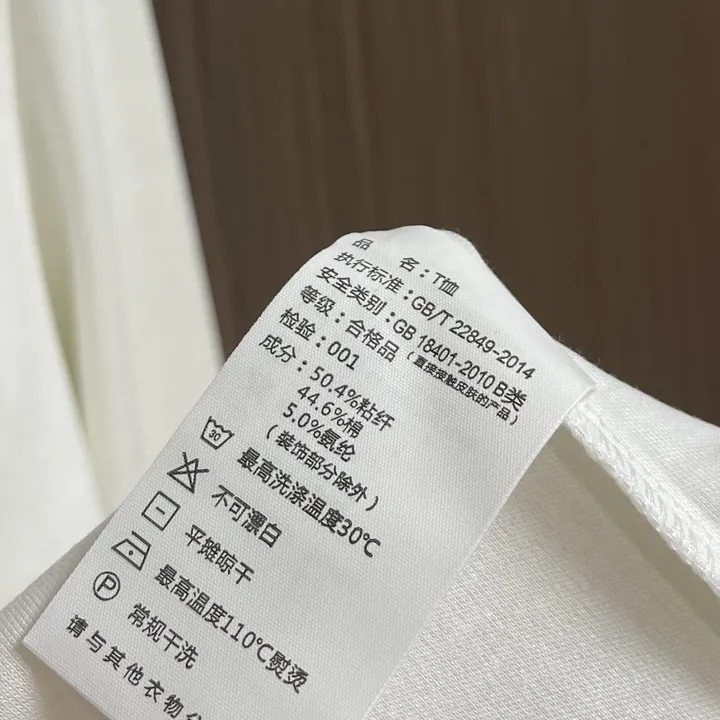 品 名：T恤
执行标准：GB/T 22849-2014
安全类别：GB 18401-2010 B类
（直接接触皮肤的产品）
等级：合格品
检验：001
成分：50.4%粘纤
44.6%棉
5.0%氨纶
（装饰部分除外）
30 最高洗涤温度30℃
不可漂白
平摊晾干
最高温度110℃熨烫
P 常规干洗
请与其他衣物分